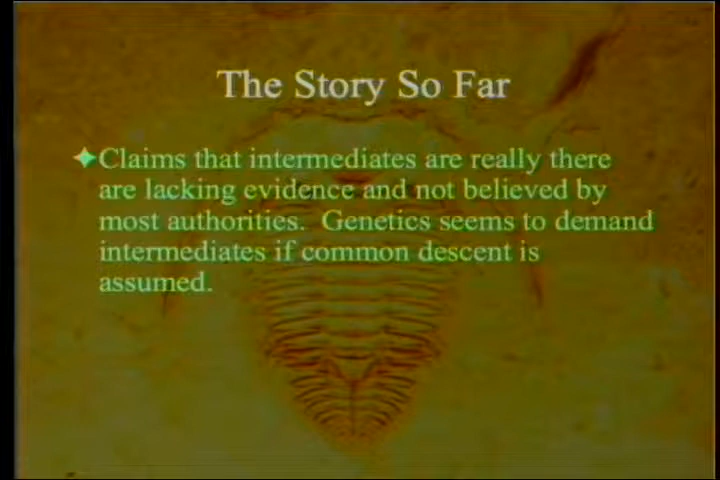 The Story So Far
Claims that intermediates are really there
are lacking evidence and not believed by
most authorities. Genetics seems to demand
intermediates if common descent is
assumed.